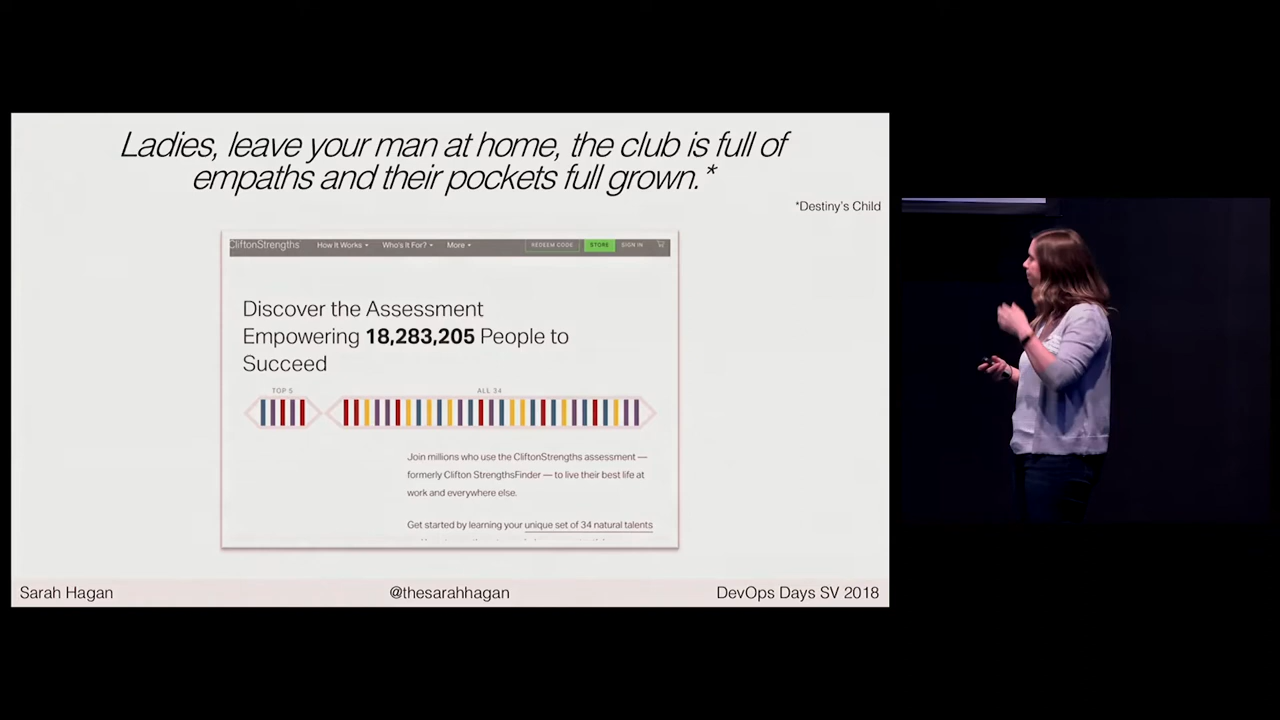 Ladies, leave your man at home, the club is full of
empaths and their pockets full grown.*
*Destiny's Child
CliftonStrengths How It Works Who's It For? More REDEEM CODE STORE SIGN IN
Discover the Assessment
Empowering 18,283,205 People to
Succeed
TOP 5 ALL 34
Join millions who use the CliftonStrengths assessment —
formerly Clifton StrengthsFinder — to live their best life at
work and everywhere else.
Get started by learning your unique set of 34 natural talents
Sarah Hagan @thesarahhagan DevOps Days SV 2018